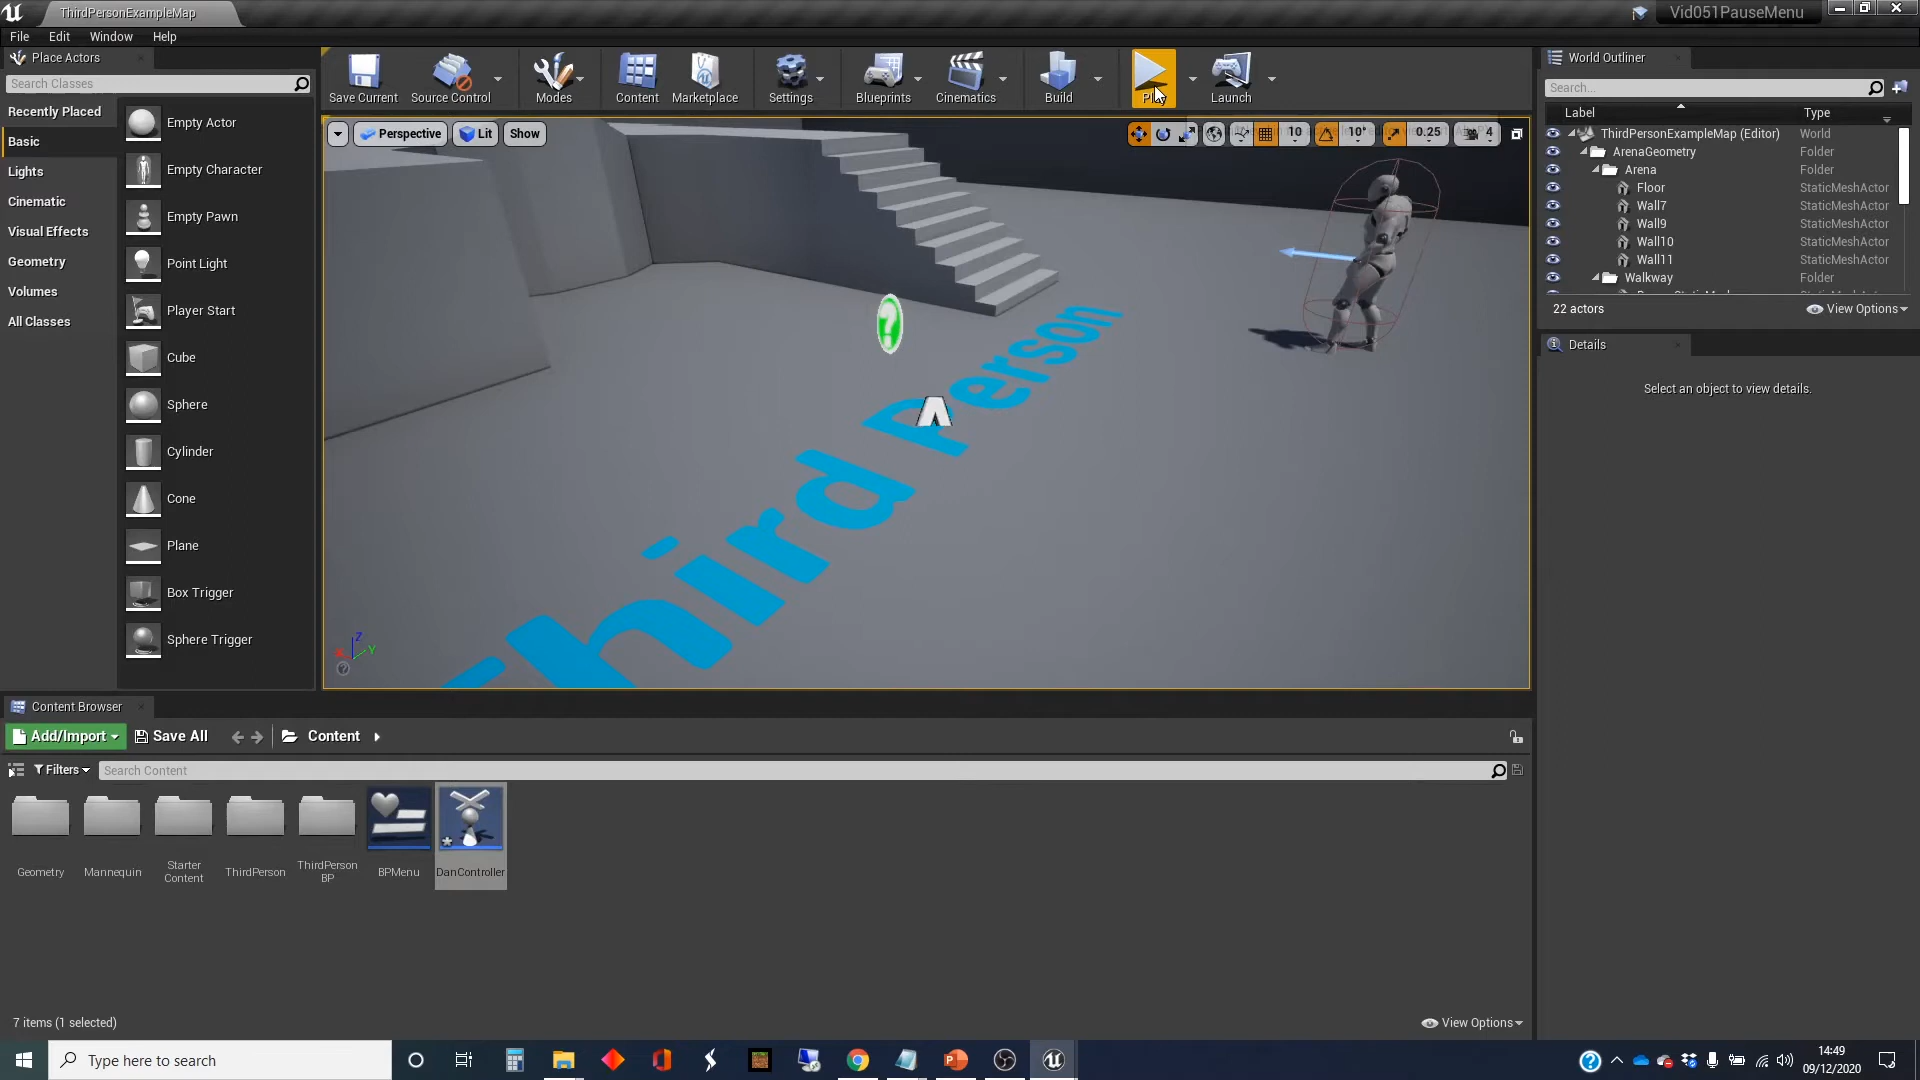 ThirdPersonExampleMap
Vid051PauseMenu
File Edit Window Help
Place Actors
Search Classes
Recently Placed
Basic
Lights
Cinematic
Visual Effects
Geometry
Volumes
All Classes
Empty Actor
Empty Character
Empty Pawn
Point Light
Player Start
Cube
Sphere
Cylinder
Cone
Plane
Box Trigger
Sphere Trigger
Save Current
Source Control
Modes
Content
Marketplace
Settings
Blueprints
Cinematics
Build
Play
Launch
Perspective
Lit
Show
10
10°
0.25
4
Third Person
Z
Y
World Outliner
Search...
Label Type
ThirdPersonExampleMap (Editor) World
ArenaGeometry Folder
Arena Folder
Floor StaticMeshActor
Wall7 StaticMeshActor
Wall9 StaticMeshActor
Wall10 StaticMeshActor
Wall11 StaticMeshActor
Walkway Folder
22 actors
View Options
Details
Select an object to view details.
Content Browser
Add/Import
Save All
Content
Filters
Search Content
Geometry
Mannequin
Starter
Content
ThirdPerson
ThirdPerson
BP
BPMenu
DanController
7 items (1 selected)
View Options
Type here to search
14:49
09/12/2020